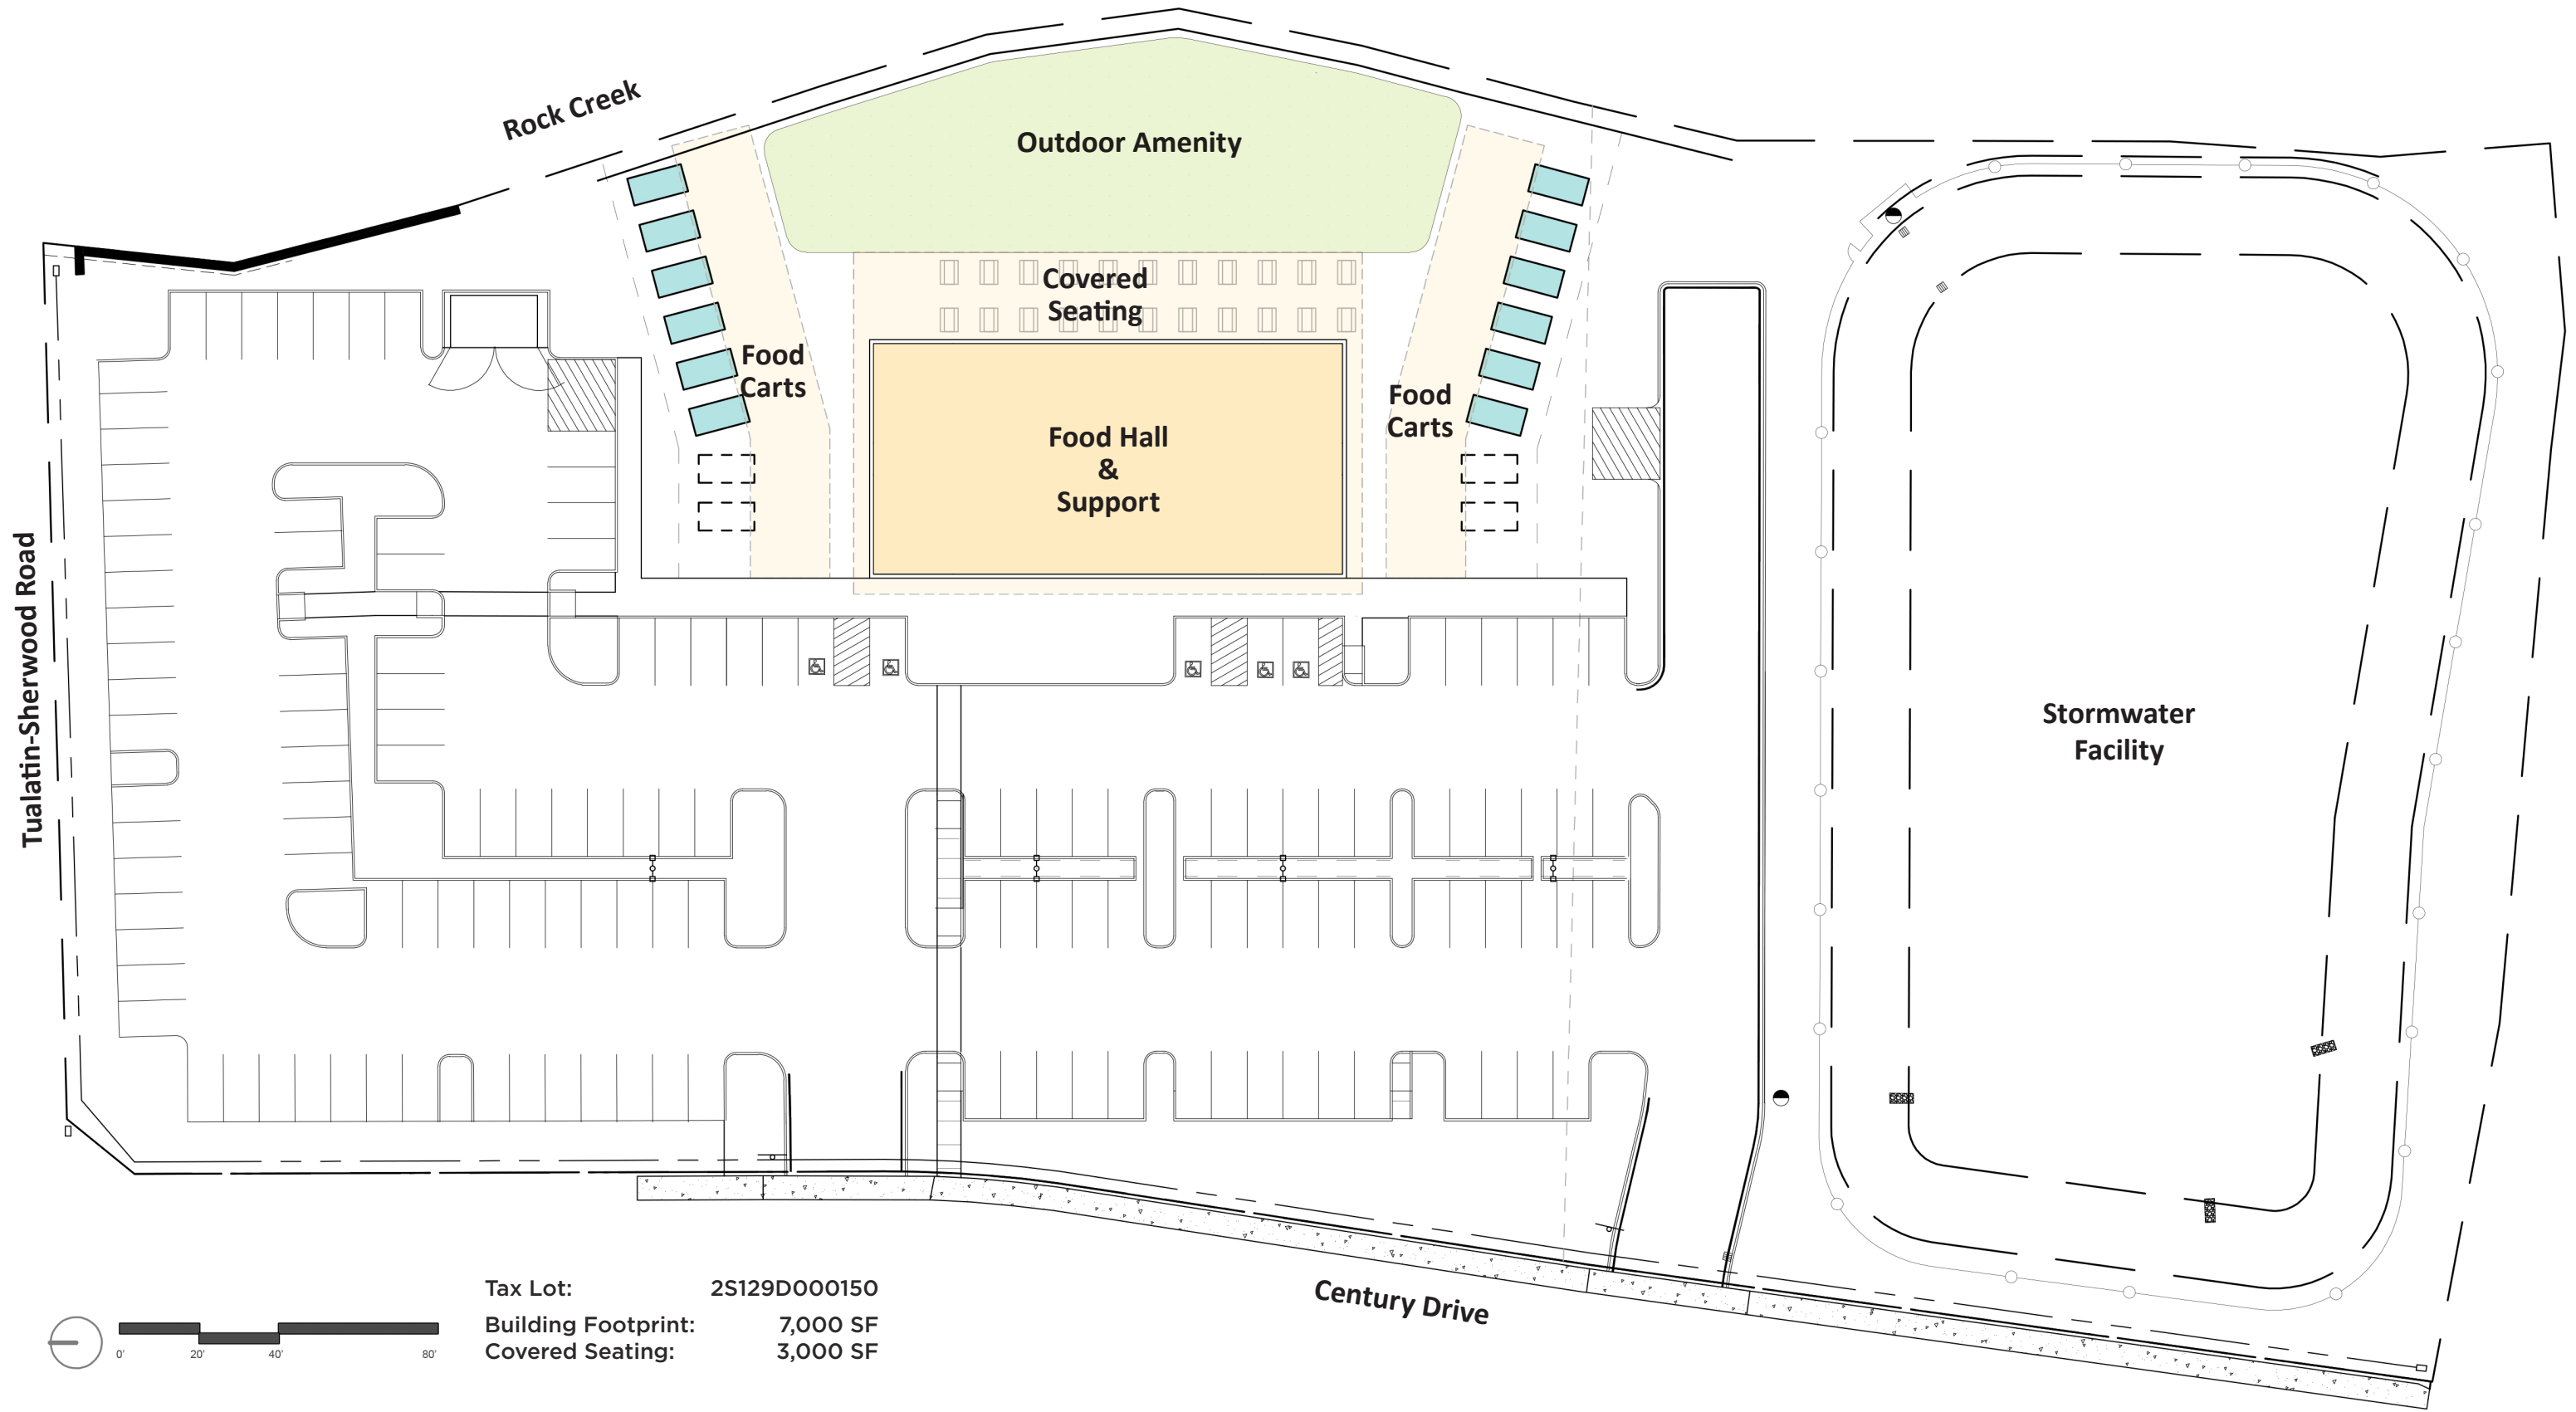 Rock Creek
Outdoor Amenity
Covered
Seating
Food
Carts
Food
Carts
Food Hall
&
Support
Tualatin-Sherwood Road
Stormwater
Facility
Century Drive
Tax Lot: 2S129D000150
Building Footprint: 7,000 SF
Covered Seating: 3,000 SF
0' 20' 40' 80'